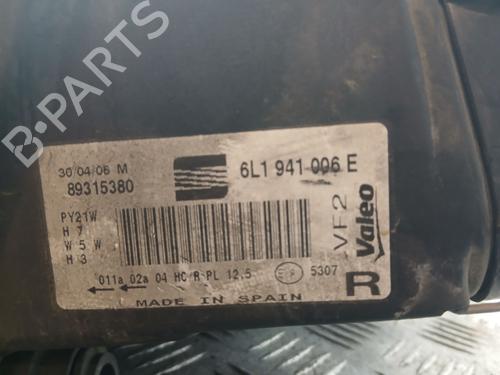 B-PARTS
30/04/06 M
89315380
6L1 941 006 E
PY21W
H 7
W 5 W
H 3
VF2
Valeo
011a 02a 04 HC/R PL 12,5
5307
R
MADE IN SPAIN